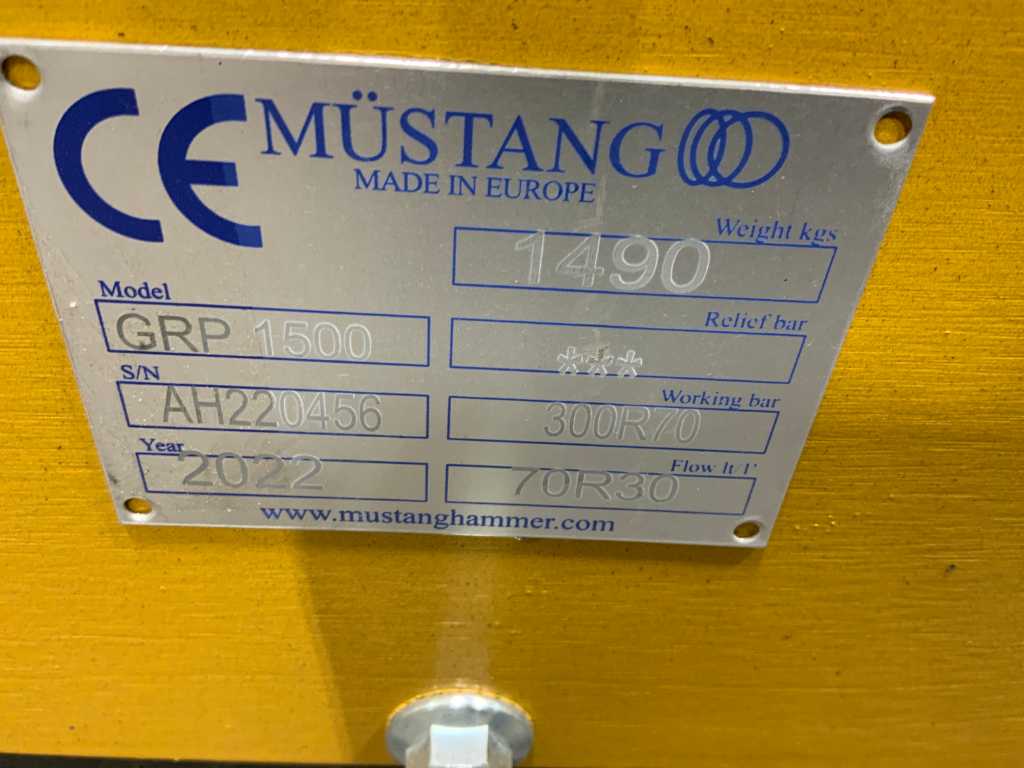 CE MÜSTANG
MADE IN EUROPE
Weight kgs
1490
Model
GRP 1500
Relief bar
***
S/N
AH220456
Working bar
300R70
Year
2022
Flow lt/1'
70R30
www.mustanghammer.com